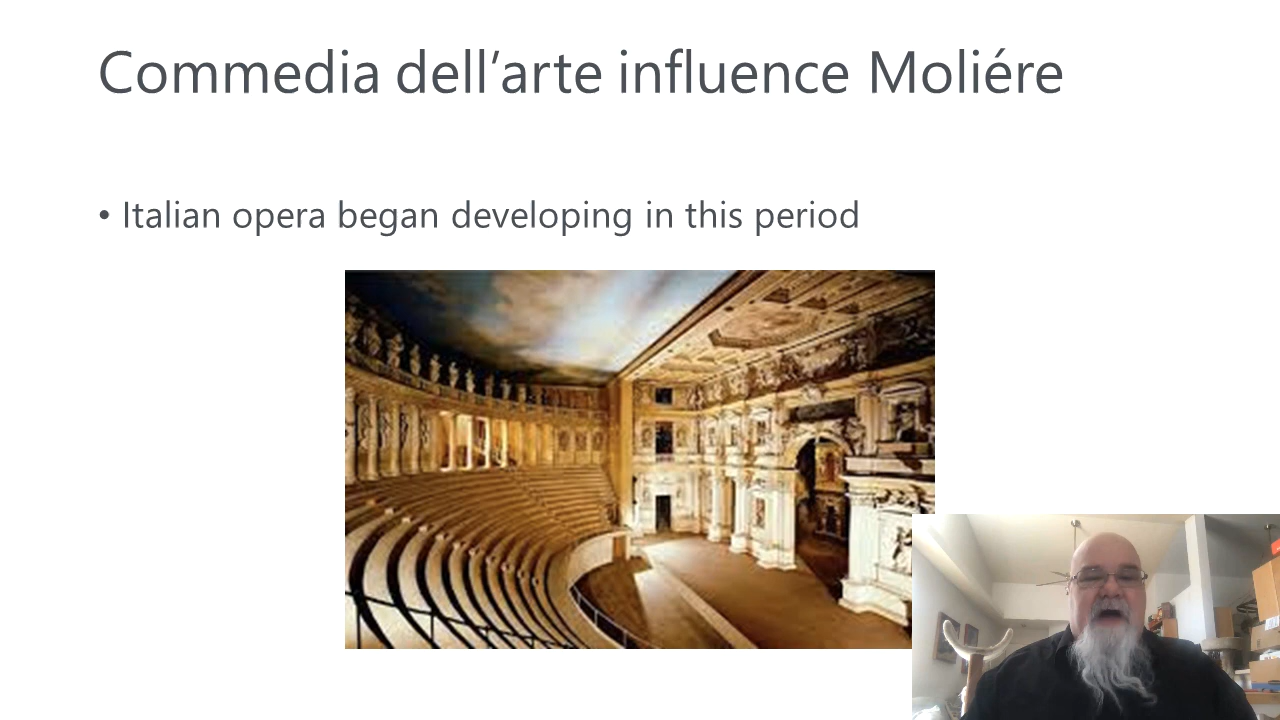 Commedia dell’arte influence Moliére
• Italian opera began developing in this period